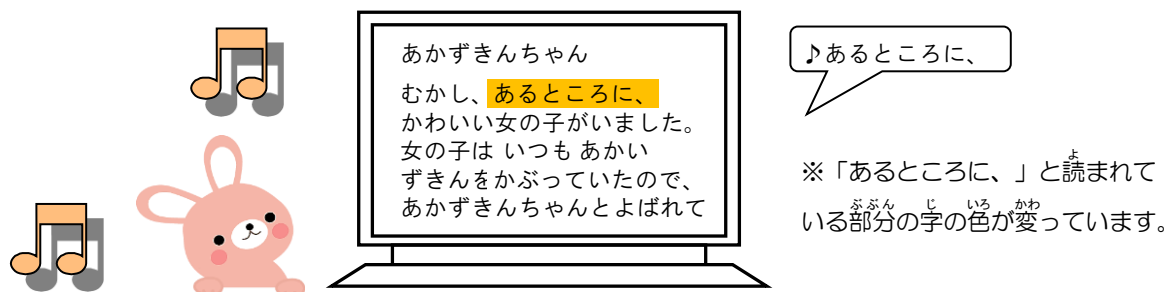 あかずきんちゃん
むかし、あるところに、
かわいい女の子がいました。
女の子は いつも あかい
ずきんをかぶっていたので、
あかずきんちゃんとよばれて
♪あるところに、
※「あるところに、」と読まれて
いる部分の字の色が変っています。